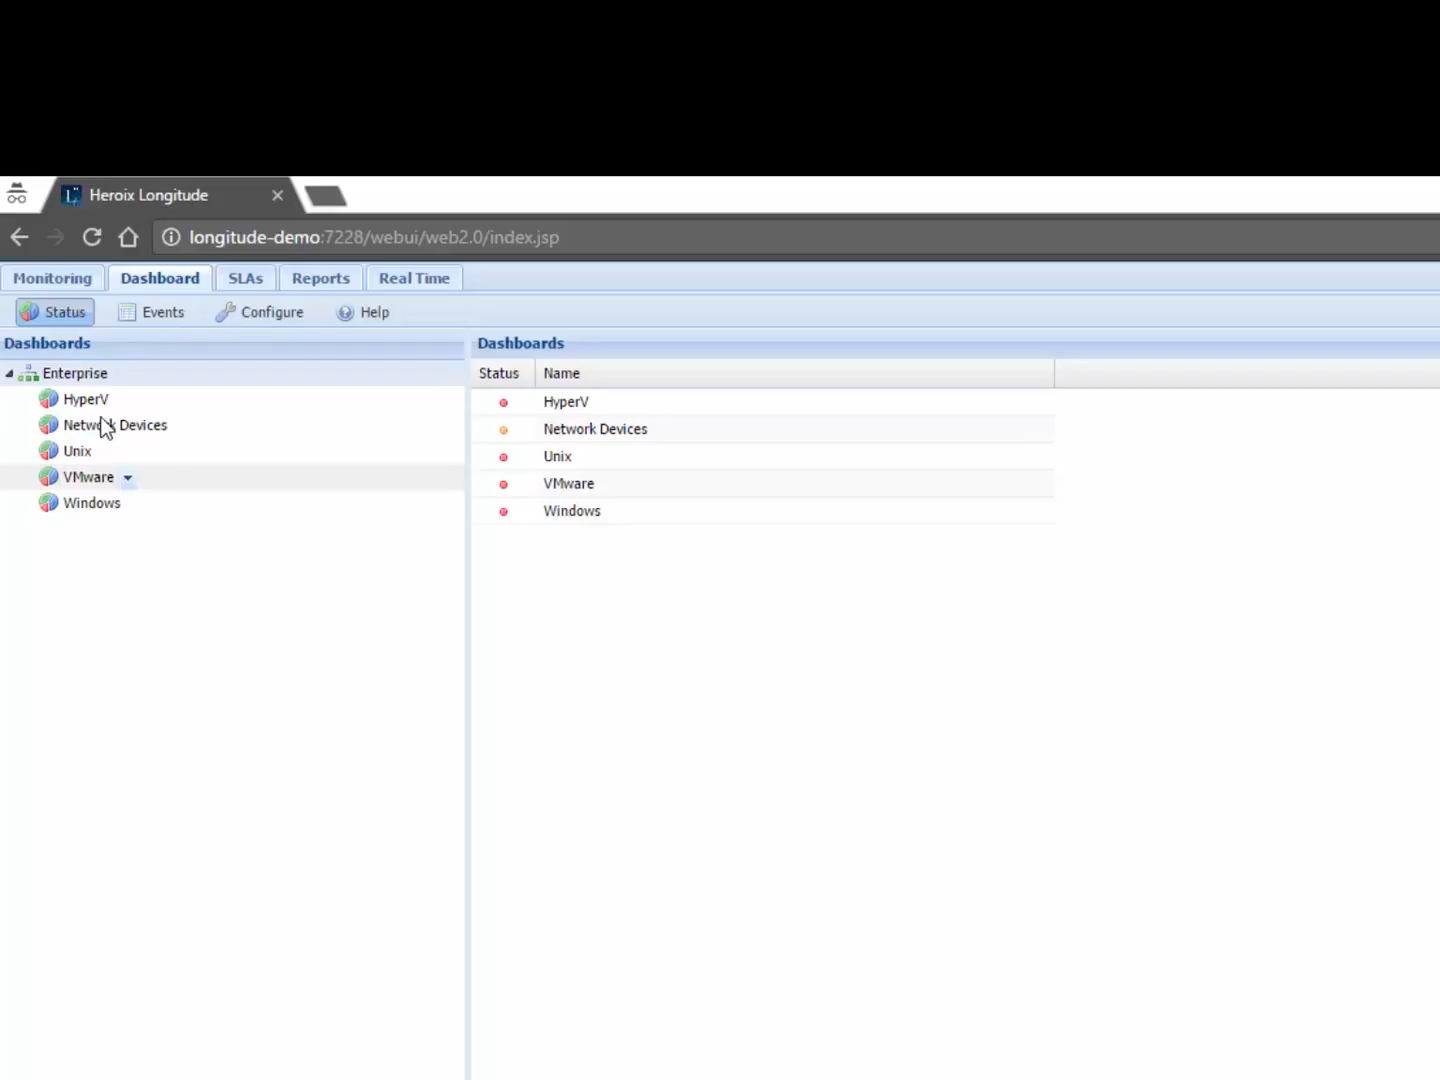 Heroix Longitude
longitude-demo:7228/webui/web2.0/index.jsp
Monitoring Dashboard SLAs Reports Real Time
Status Events Configure Help
Dashboards
Enterprise
HyperV
Network Devices
Unix
VMware
Windows
Dashboards
Status Name
HyperV
Network Devices
Unix
VMware
Windows